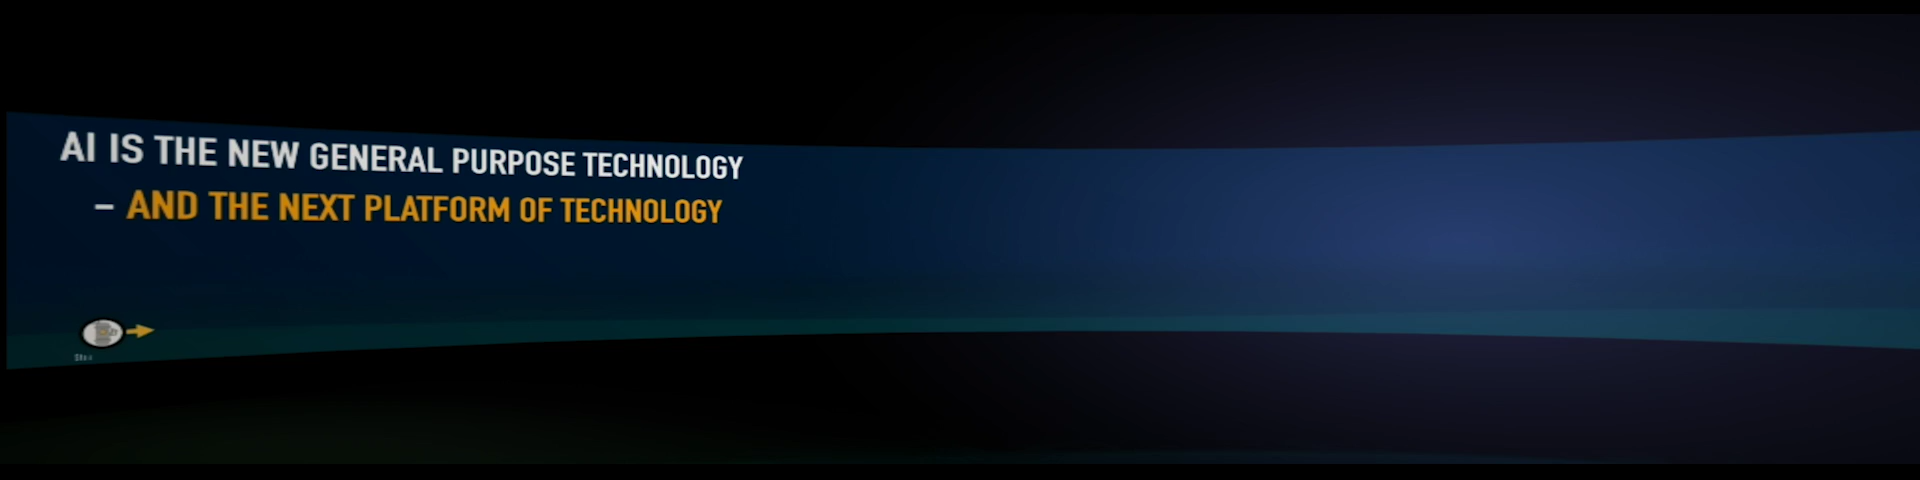 AI IS THE NEW GENERAL PURPOSE TECHNOLOGY
– AND THE NEXT PLATFORM OF TECHNOLOGY